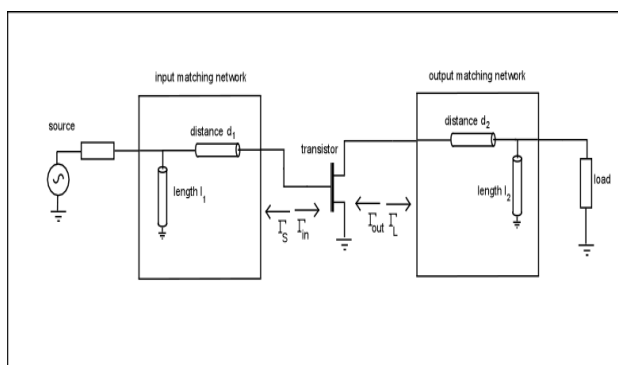 input matching network
output matching network
source
distance d1
transistor
distance d2
length l1
length l2
load
ΓS Γin
Γout ΓL